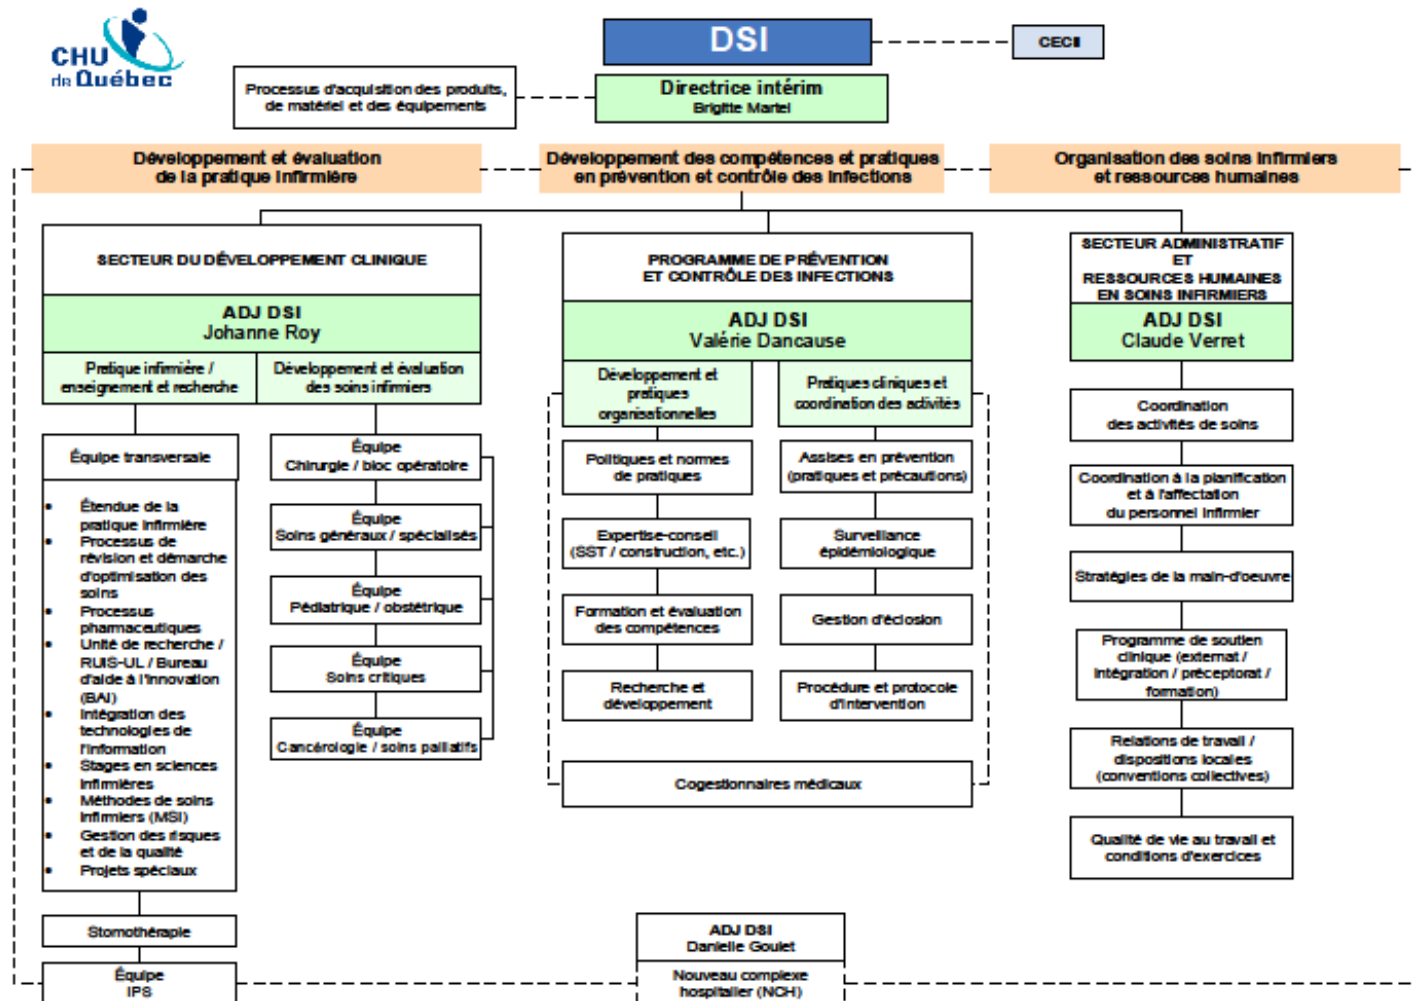 CHU
de Québec
DSI
CECII
Processus d'acquisition des produits,
de matériel et des équipements
Directrice intérim
Brigitte Martel
Développement et évaluation
de la pratique infirmière
Développement des compétences et pratiques
en prévention et contrôle des infections
Organisation des soins infirmiers
et ressources humaines
SECTEUR DU DÉVELOPPEMENT CLINIQUE
ADJ DSI
Johanne Roy
Pratique infirmière /
enseignement et recherche
Développement et évaluation
des soins infirmiers
Équipe transversale
• Étendue de la
pratique infirmière
• Processus de
révision et démarche
d'optimisation des
soins
• Processus
pharmaceutiques
• Unité de recherche /
RUIS-UL / Bureau
d'aide à l'innovation
(BAI)
• Intégration des
technologies de
l'information
• Stages en sciences
infirmières
• Méthodes de soins
infirmiers (MSI)
• Gestion des risques
et de la qualité
• Projets spéciaux
Stomothérapie
Équipe
IPS
Équipe
Chirurgie / bloc opératoire
Équipe
Soins généraux / spécialisés
Équipe
Pédiatrique / obstétrique
Équipe
Soins critiques
Équipe
Cancérologie / soins palliatifs
PROGRAMME DE PRÉVENTION
ET CONTRÔLE DES INFECTIONS
ADJ DSI
Valérie Dancause
Développement et
pratiques
organisationnelles
Pratiques cliniques et
coordination des activités
Politiques et normes
de pratiques
Expertise-conseil
(SST / construction, etc.)
Formation et évaluation
des compétences
Recherche et
développement
Assises en prévention
(pratiques et précautions)
Surveillance
épidémiologique
Gestion d'éclosion
Procédure et protocole
d'intervention
Cogestionnaires médicaux
SECTEUR ADMINISTRATIF
ET
RESSOURCES HUMAINES
EN SOINS INFIRMIERS
ADJ DSI
Claude Verret
Coordination
des activités de soins
Coordination à la planification
et à l'affectation
du personnel infirmier
Stratégies de la main-d'oeuvre
Programme de soutien
clinique (externat /
intégration / préceptorat /
formation)
Relations de travail /
dispositions locales
(conventions collectives)
Qualité de vie au travail et
conditions d'exercices
ADJ DSI
Danielle Goulet
Nouveau complexe
hospitalier (NCH)